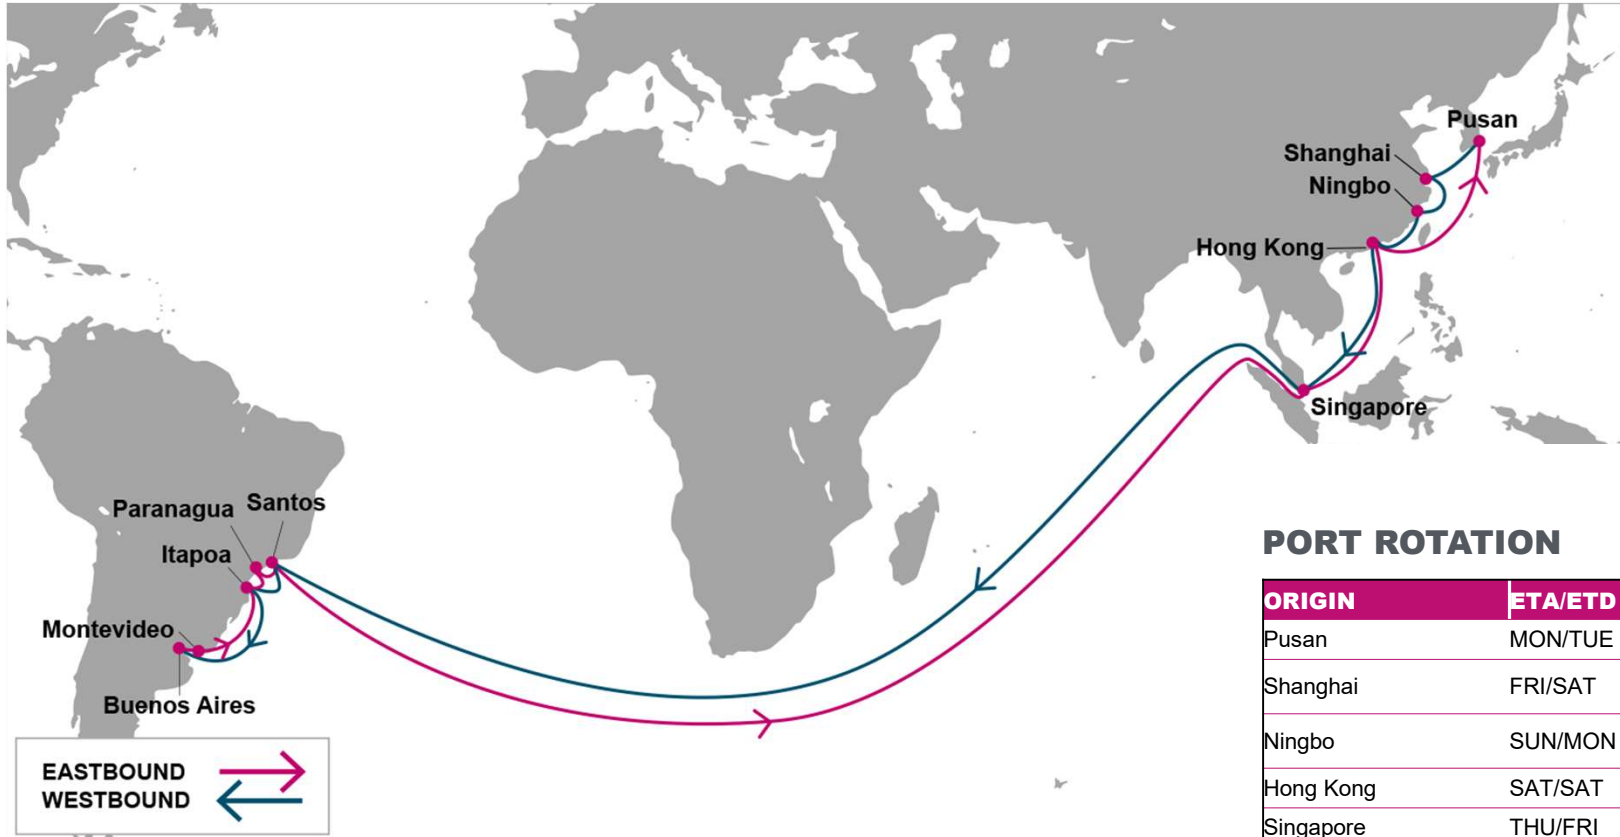 Pusan
Shanghai
Ningbo
Hong Kong
Singapore
Paranagua
Santos
Itapoa
Montevideo
Buenos Aires
EASTBOUND
WESTBOUND
PORT ROTATION
ORIGIN ETA/ETD
Pusan MON/TUE
Shanghai FRI/SAT
Ningbo SUN/MON
Hong Kong SAT/SAT
Singapore THU/FRI